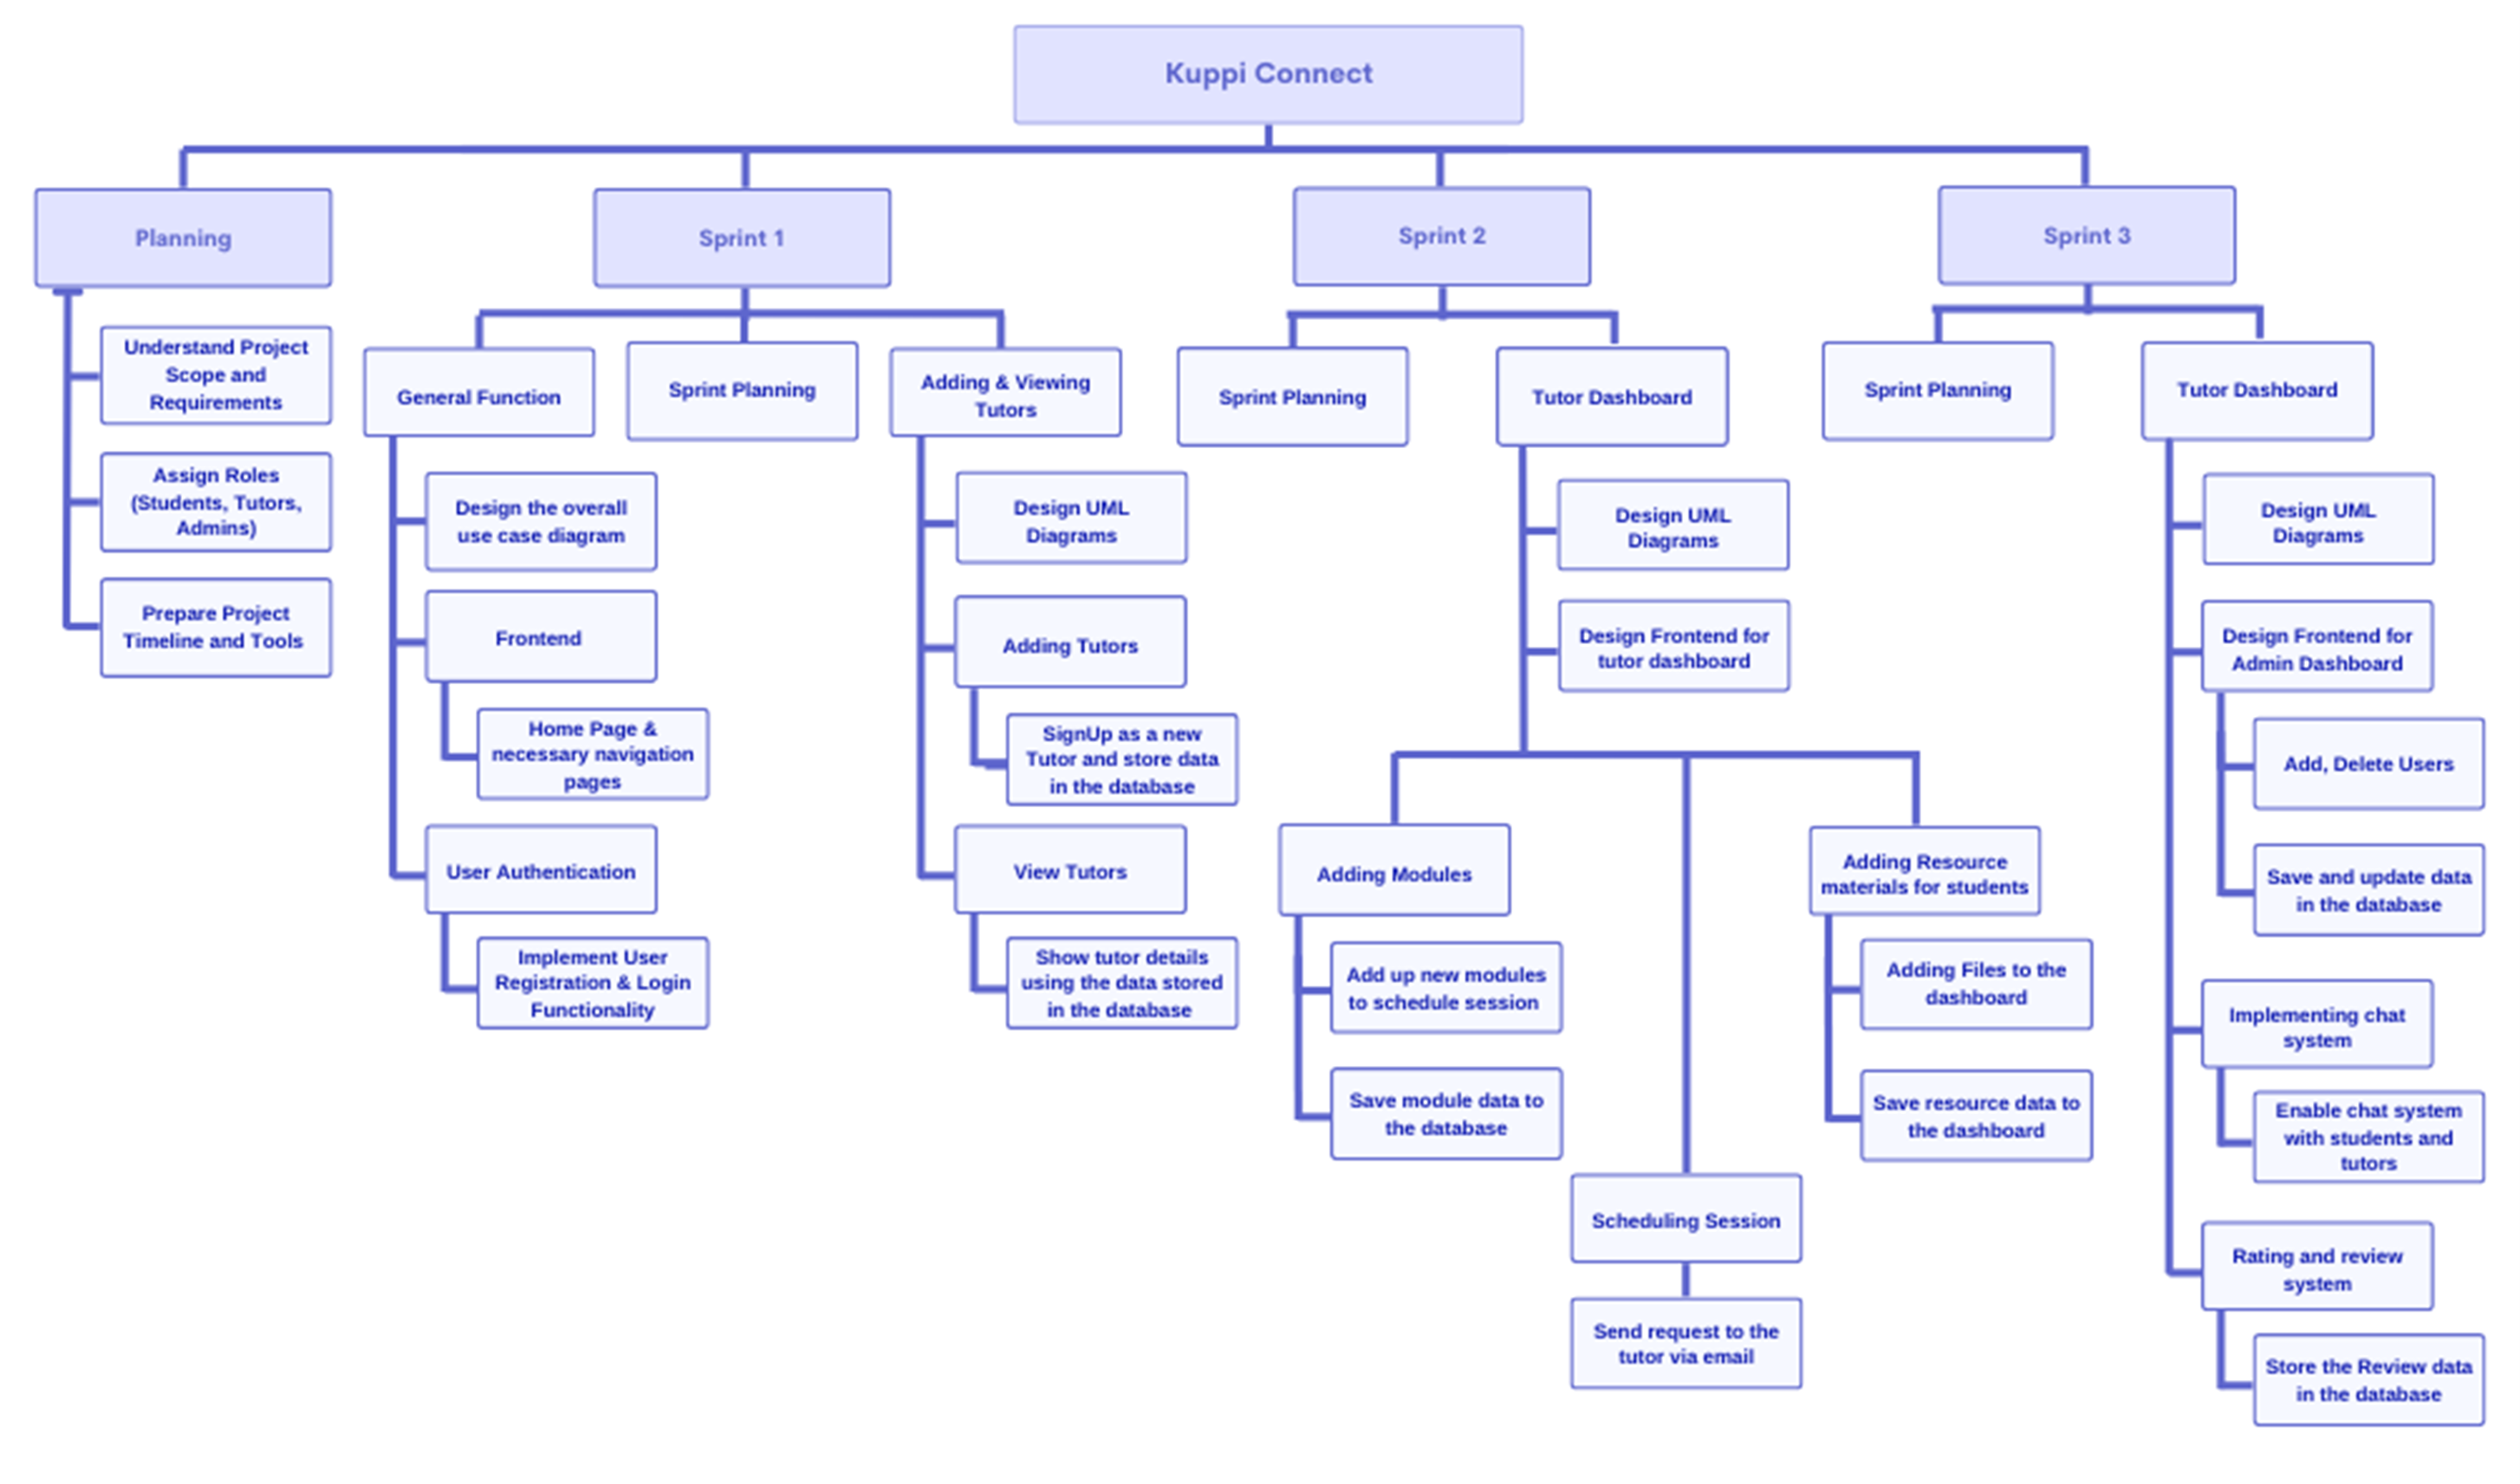 Kuppi Connect
Planning
Understand Project
Scope and
Requirements
Assign Roles
(Students, Tutors,
Admins)
Prepare Project
Timeline and Tools
Sprint 1
General Function
Design the overall
use case diagram
Frontend
Home Page &
necessary navigation
pages
User Authentication
Implement User
Registration & Login
Functionality
Sprint Planning
Adding & Viewing
Tutors
Design UML
Diagrams
Adding Tutors
SignUp as a new
Tutor and store data
in the database
View Tutors
Show tutor details
using the data stored
in the database
Sprint 2
Sprint Planning
Tutor Dashboard
Design UML
Diagrams
Design Frontend for
tutor dashboard
Adding Modules
Add up new modules
to schedule session
Save module data to
the database
Scheduling Session
Send request to the
tutor via email
Adding Resource
materials for students
Adding Files to the
dashboard
Save resource data to
the dashboard
Sprint 3
Sprint Planning
Tutor Dashboard
Design UML
Diagrams
Design Frontend for
Admin Dashboard
Add, Delete Users
Save and update data
in the database
Implementing chat
system
Enable chat system
with students and
tutors
Rating and review
system
Store the Review data
in the database